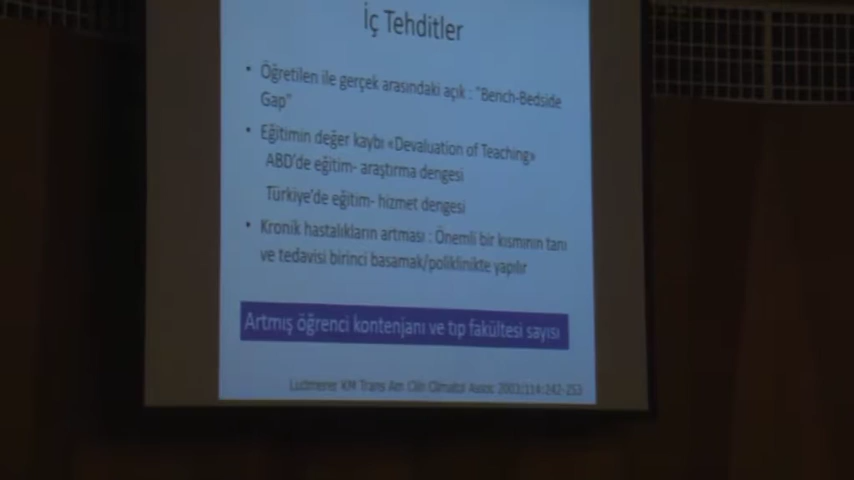 İç Tehditler
• Öğretilen ile gerçek arasındaki açık : "Bench-Bedside
Gap"
• Eğitimin değer kaybı «Devaluation of Teaching»
ABD'de eğitim- araştırma dengesi
Türkiye'de eğitim- hizmet dengesi
• Kronik hastalıkların artması : Önemli bir kısmının tanı
ve tedavisi birinci basamak/poliklinikte yapılır
Artmış öğrenci kontenjanı ve tıp fakültesi sayısı
KM Trans Am Clin Climatol Assoc 2003;114:242-253